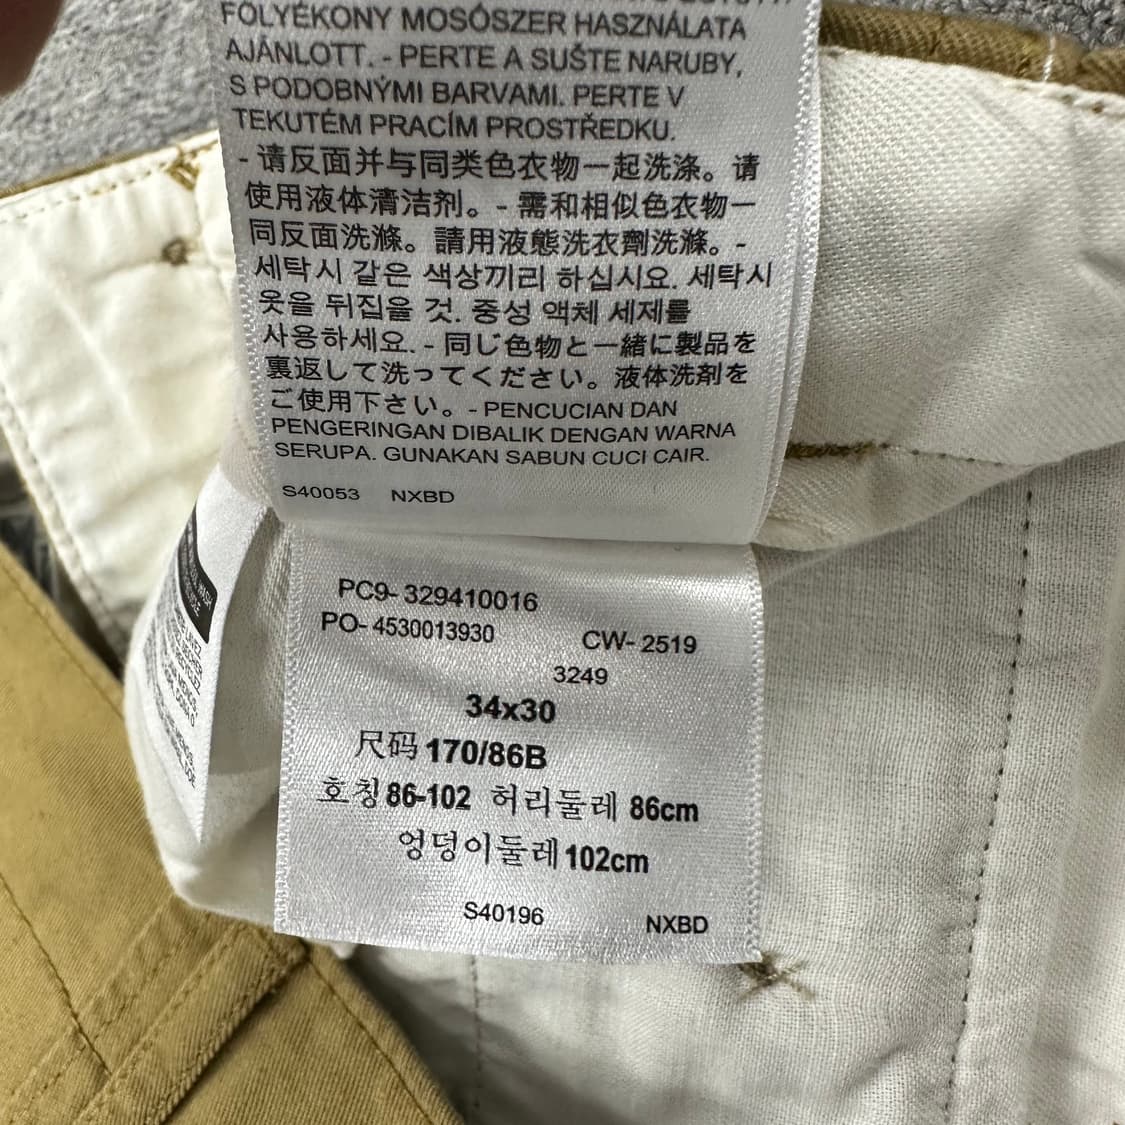 FOLYÉKONY MOSÓSZER HASZNÁLATA
AJÁNLOTT. - PERTE A SUŠTE NARUBY,
S PODOBNÝMI BARVAMI. PERTE V
TEKUTÉM PRACÍM PROSTŘEDKU.
- 请反面并与同类色衣物一起洗涤。请
使用液体清洁剂。- 需和相似色衣物一
同反面洗滌。請用液態洗衣劑洗滌。-
세탁시 같은 색상끼리 하십시요. 세탁시
옷을 뒤집을 것. 중성 액체 세제를
사용하세요. - 同じ色物と一緒に製品を
裏返して洗ってください。液体洗剤を
ご使用下さい。- PENCUCIAN DAN
PENGERINGAN DIBALIK DENGAN WARNA
SERUPA. GUNAKAN SABUN CUCI CAIR.
S40053 NXBD
PC9- 329410016
PO- 4530013930 CW- 2519
3249
34x30
尺码 170/86B
호칭 86-102 허리둘레 86cm
엉덩이둘레 102cm
S40196 NXBD